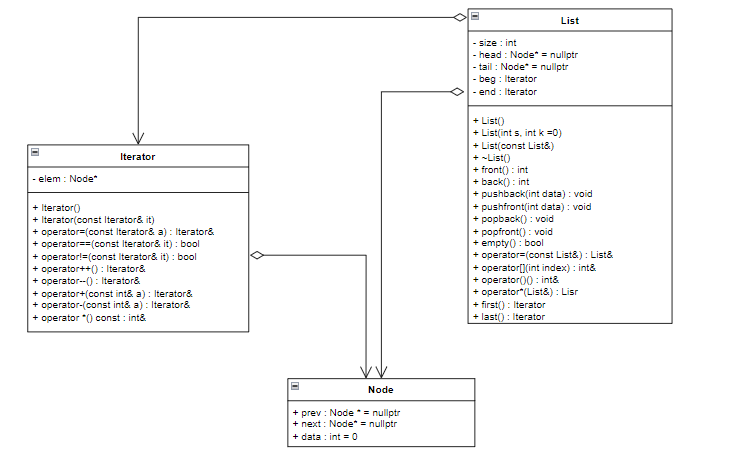 List
- size : int
- head : Node* = nullptr
- tail : Node* = nullptr
- beg : Iterator
- end : Iterator
+ List()
+ List(int s, int k =0)
+ List(const List&)
+ ~List()
+ front() : int
+ back() : int
+ pushback(int data) : void
+ pushfront(int data) : void
+ popback() : void
+ popfront() : void
+ empty() : bool
+ operator=(const List&) : List&
+ operator[](int index) : int&
+ operator()() : int&
+ operator*(List&) : Lisr
+ first() : Iterator
+ last() : Iterator
Iterator
- elem : Node*
+ Iterator()
+ Iterator(const Iterator& it)
+ operator=(const Iterator& a) : Iterator&
+ operator==(const Iterator& it) : bool
+ operator!=(const Iterator& it) : bool
+ operator++() : Iterator&
+ operator--() : Iterator&
+ operator+(const int& a) : Iterator&
+ operator-(const int& a) : Iterator&
+ operator *() const : int&
Node
+ prev : Node * = nullptr
+ next : Node* = nullptr
+ data : int = 0